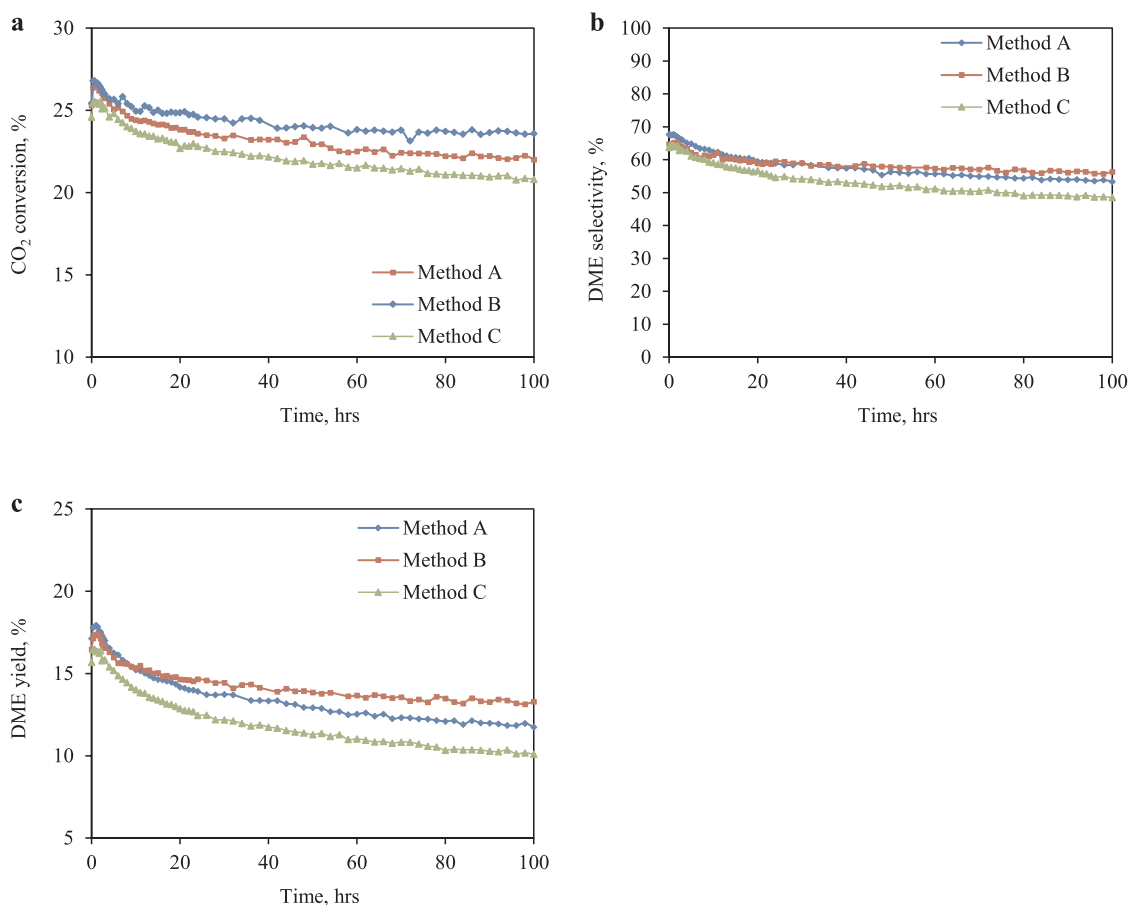 a
30
25
20
15
10
CO2 conversion, %
Method A
Method B
Method C
0 20 40 60 80 100
Time, hrs
b
100
90
80
70
60
50
40
30
20
10
0
DME selectivity, %
Method A
Method B
Method C
0 20 40 60 80 100
Time, hrs
c
25
20
15
10
5
DME yield, %
Method A
Method B
Method C
0 20 40 60 80 100
Time, hrs